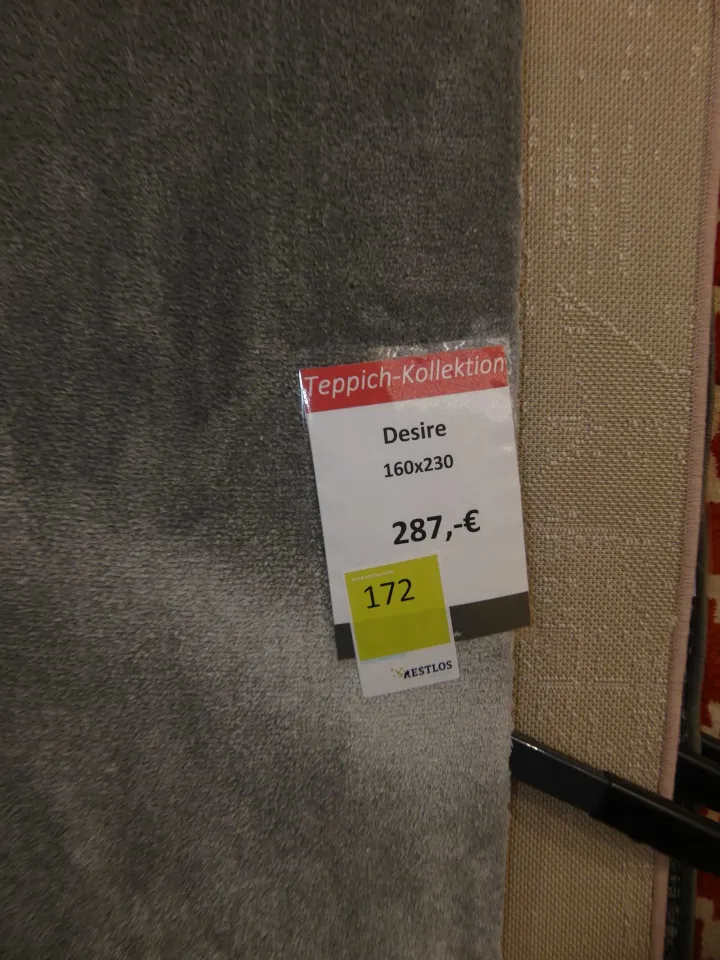 Teppich-Kollektion
Desire
160x230
287,-€
172
RESTLOS